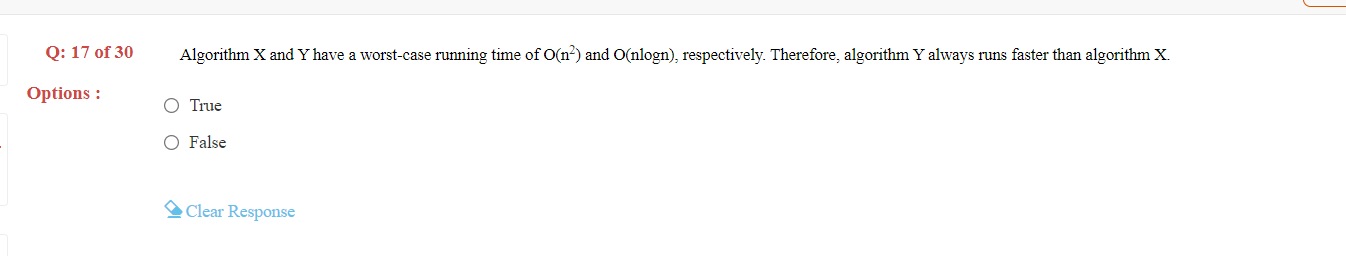 Q: 17 of 30 Algorithm X and Y have a worst-case running time of O(n²) and O(nlogn), respectively. Therefore, algorithm Y always runs faster than algorithm X.
Options :
True
False
Clear Response